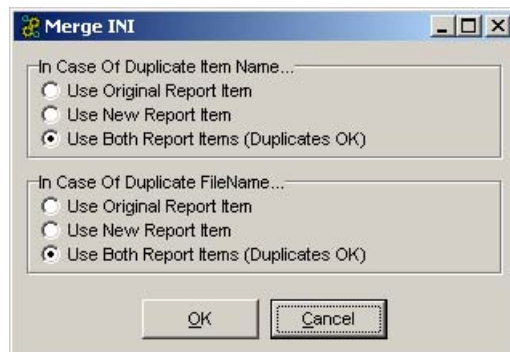 Merge INI
In Case Of Duplicate Item Name...
Use Original Report Item
Use New Report Item
Use Both Report Items (Duplicates OK)
In Case Of Duplicate FileName...
Use Original Report Item
Use New Report Item
Use Both Report Items (Duplicates OK)
OK Cancel